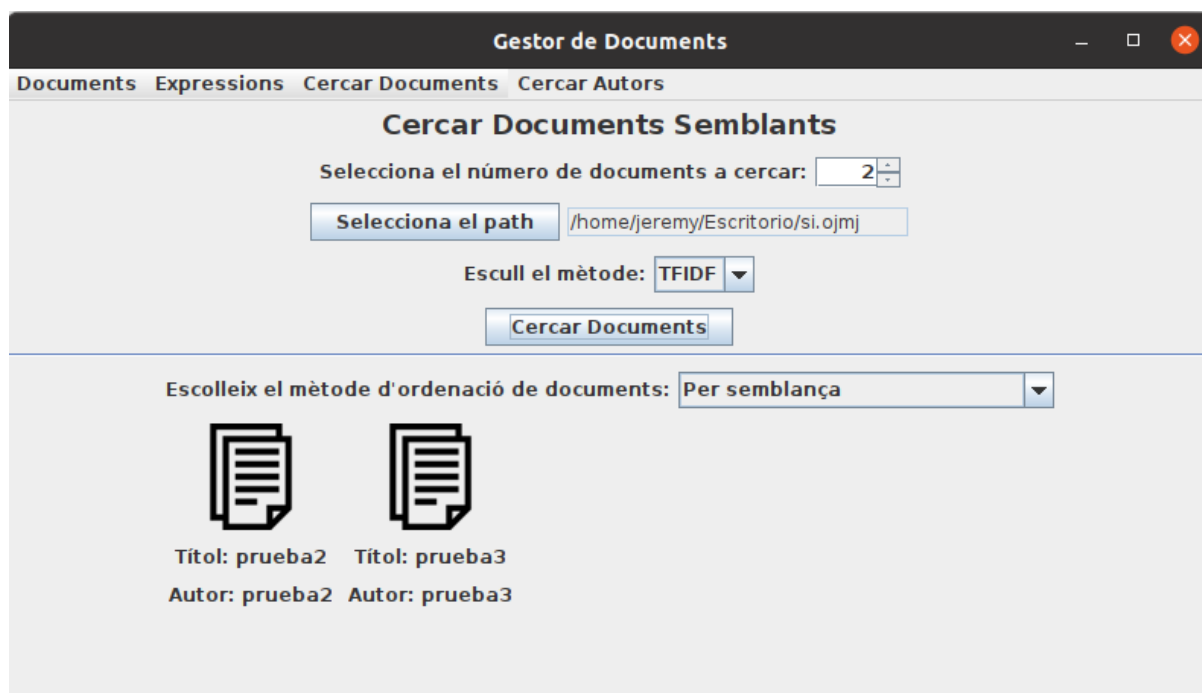 Gestor de Documents
Documents Expressions Cercar Documents Cercar Autors
Cercar Documents Semblants
Selecciona el número de documents a cercar: 2
Selecciona el path /home/jeremy/Escritorio/si.ojmj
Escull el mètode: TFIDF
Cercar Documents
Escolleix el mètode d'ordenació de documents: Per semblança
Títol: prueba2 Títol: prueba3
Autor: prueba2 Autor: prueba3